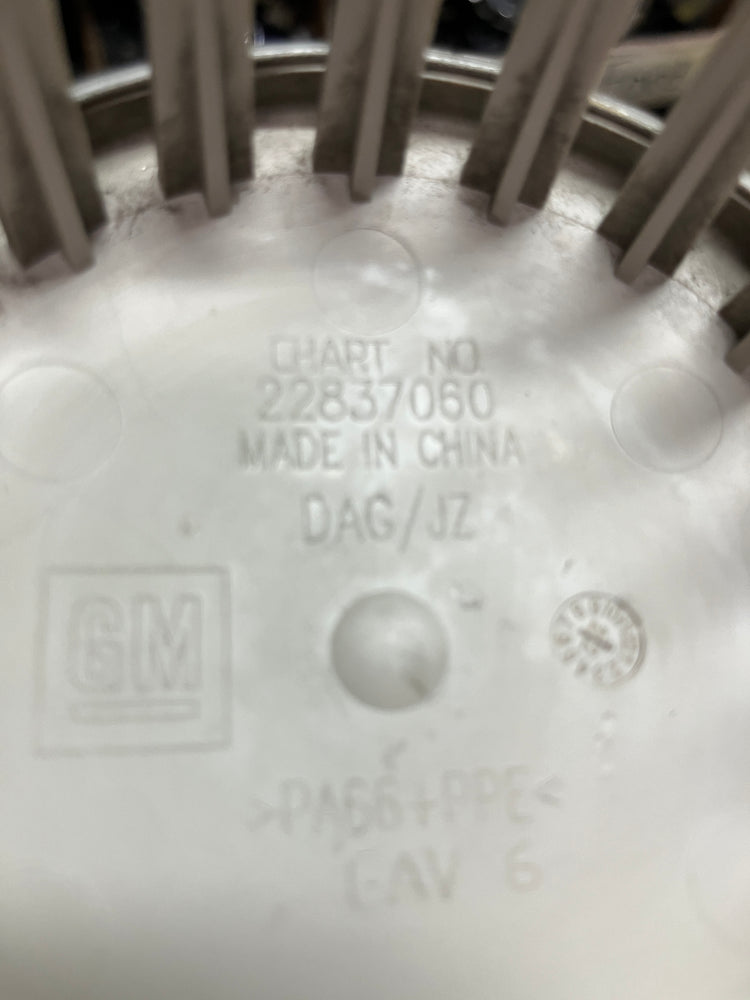 CHART NO.
22837060
MADE IN CHINA
DAG/JZ
GM
>PA66+PPE<
CAV 6